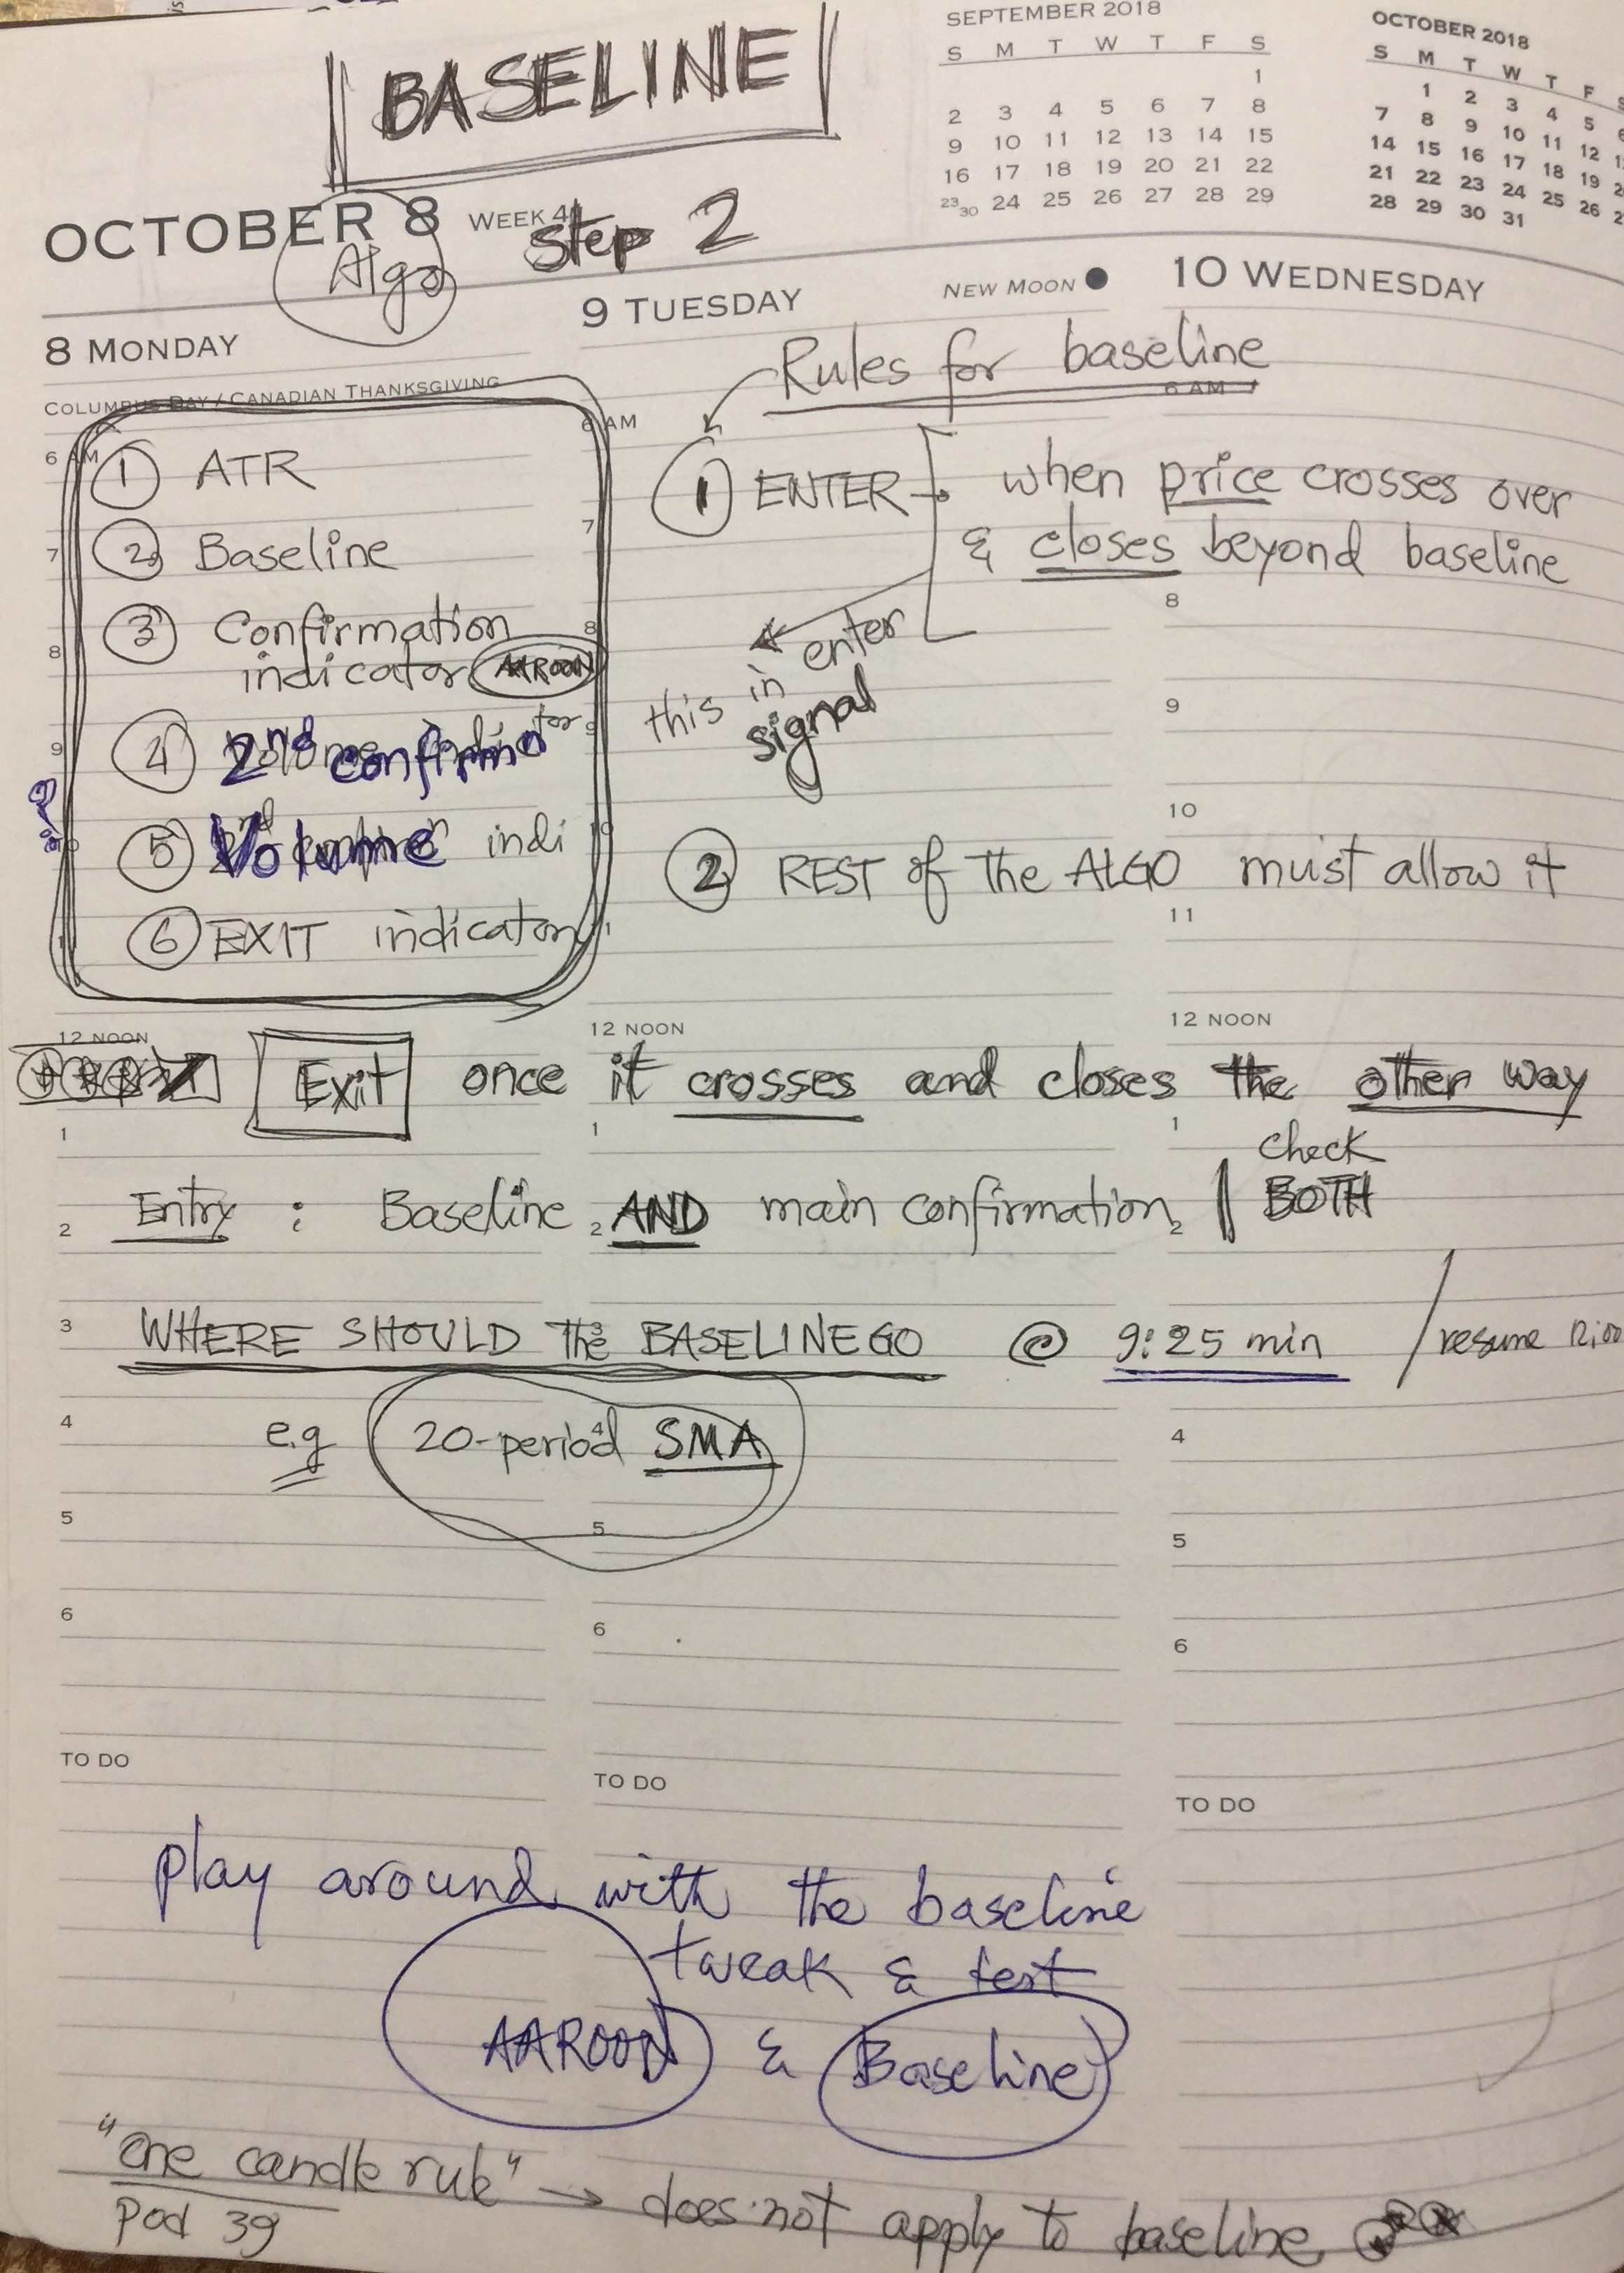 BASELINE
SEPTEMBER 2018
S M T W T F S
1
2 3 4 5 6 7 8
9 10 11 12 13 14 15
16 17 18 19 20 21 22
23/30 24 25 26 27 28 29
OCTOBER 2018
S M T W T F S
1 2 3 4 5
7 8 9 10 11 12
14 15 16 17 18 19
21 22 23 24 25 26
28 29 30 31
OCTOBER 8 WEEK 41
Algo
Step 2
8 MONDAY
COLUMBUS DAY / CANADIAN THANKSGIVING
9 TUESDAY
NEW MOON
10 WEDNESDAY
Rules for baseline
6 AM
7
8
9
10
11
12 NOON
1 ATR
2 Baseline
3 Confirmation
indicator AAROON
4 2nd confirm
5 Volume indi
6 EXIT indicator
1 ENTER when price crosses over
& closes beyond baseline
this in enter
signal
2 REST of the ALGO must allow it
Exit once it crosses and closes the other way
Entry : Baseline AND main confirmation
check
BOTH
WHERE SHOULD the BASELINE GO @ 9:25 min / resume 12:00
e.g 20-period SMA
1
2
3
4
5
6
TO DO
TO DO
TO DO
play around with the baseline
tweak & test
AAROON & Baseline
"One candle rule" → does not apply to baseline
Pod 39